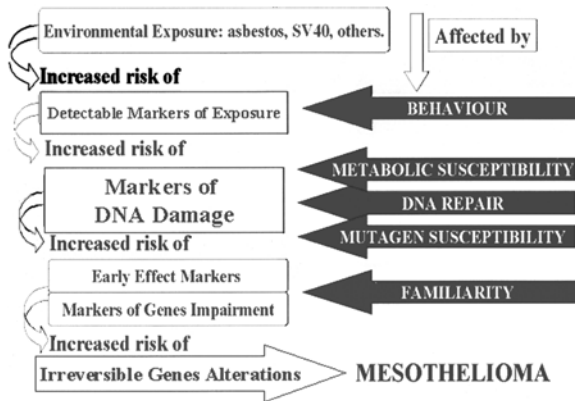 Environmental Exposure: asbestos, SV40, others.
Affected by
Increased risk of
Detectable Markers of Exposure
BEHAVIOUR
Increased risk of
METABOLIC SUSCEPTIBILITY
Markers of
DNA Damage
DNA REPAIR
Increased risk of
MUTAGEN SUSCEPTIBILITY
Early Effect Markers
FAMILIARITY
Markers of Genes Impairment
Increased risk of
Irreversible Genes Alterations
MESOTHELIOMA